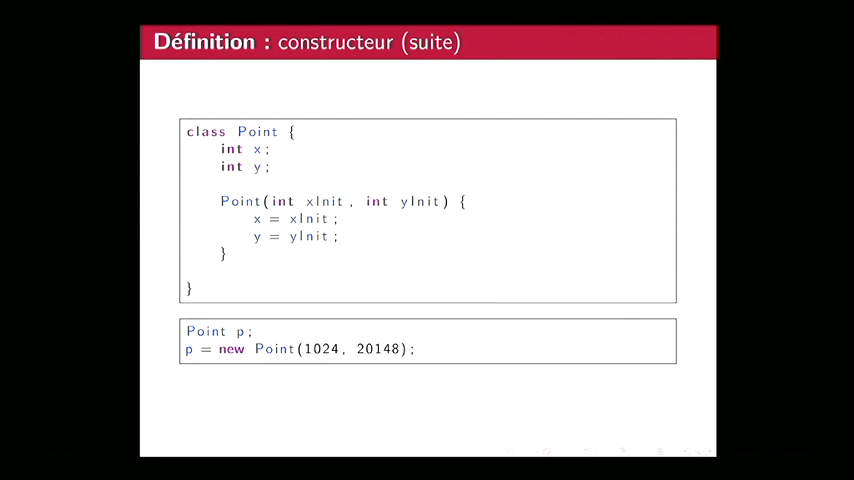 Définition : constructeur (suite)
class Point {
int x;
int y;
Point(int xInit, int yInit) {
x = xInit;
y = yInit;
}
}
Point p;
p = new Point(1024, 20148);